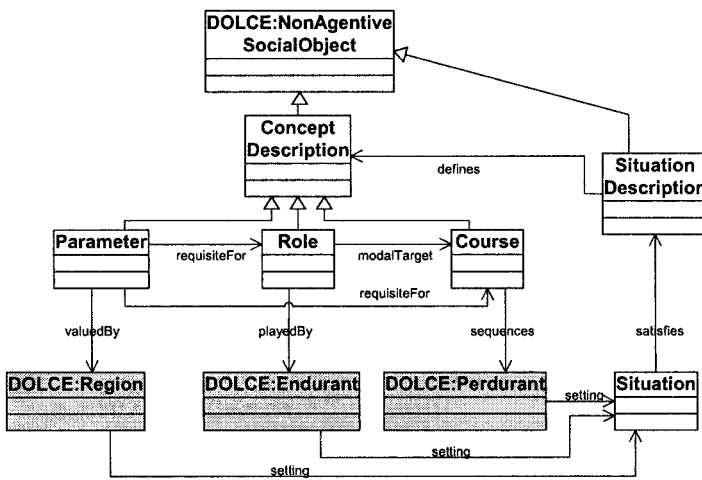 DOLCE:NonAgentive
SocialObject
Concept
Description
Situation
Description
defines
Parameter
Role
Course
requisiteFor
modalTarget
requisiteFor
valuedBy
playedBy
sequences
satisfies
DOLCE:Region
DOLCE:Endurant
DOLCE:Perdurant
Situation
setting
setting
setting